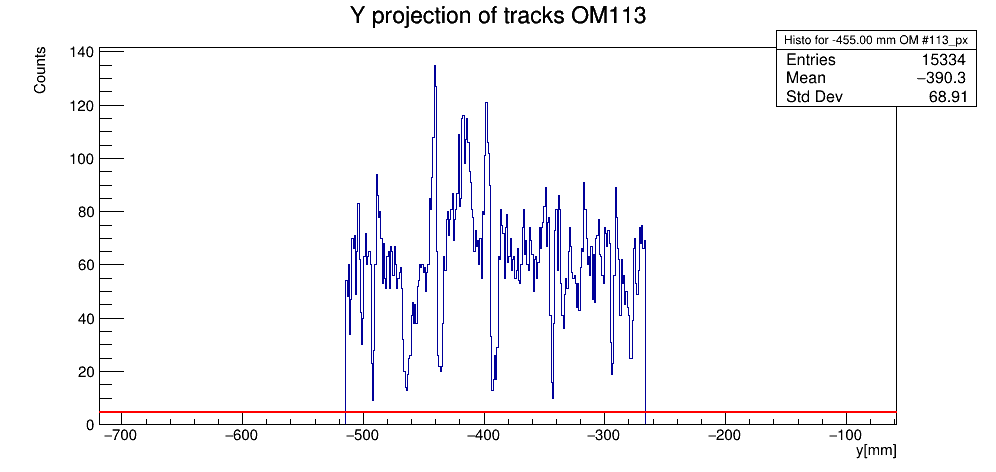 Y projection of tracks OM113
Histo for -455.00 mm OM #113_px
Entries 15334
Mean −390.3
Std Dev 68.91
Counts
140
120
100
80
60
40
20
0
−700 −600 −500 −400 −300 −200 −100
y[mm]